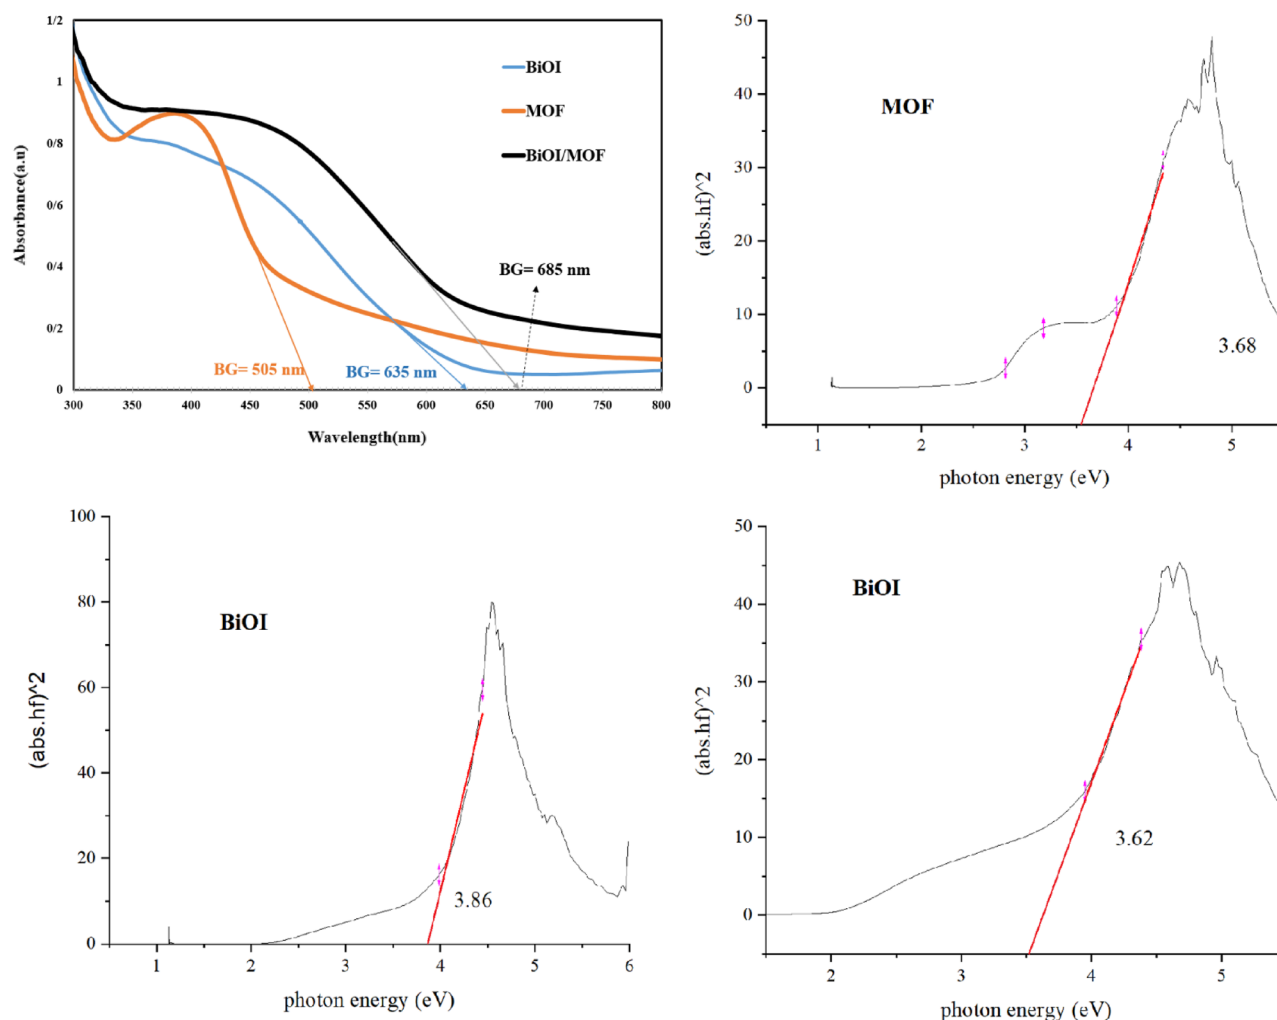 1/2
1
0/8
0/6
0/4
0/2
0
Absorbance(a.u)
BiOI
MOF
BiOI/MOF
BG= 685 nm
BG= 505 nm
BG= 635 nm
300 350 400 450 500 550 600 650 700 750 800
Wavelength(nm)
50
40
30
20
10
0
(abs.hf)^2
MOF
3.68
1 2 3 4 5
photon energy (eV)
100
80
60
40
20
0
(abs.hf)^2
BiOI
3.86
1 2 3 4 5 6
photon energy (eV)
50
40
30
20
10
0
(abs.hf)^2
BiOI
3.62
2 3 4 5
photon energy (eV)